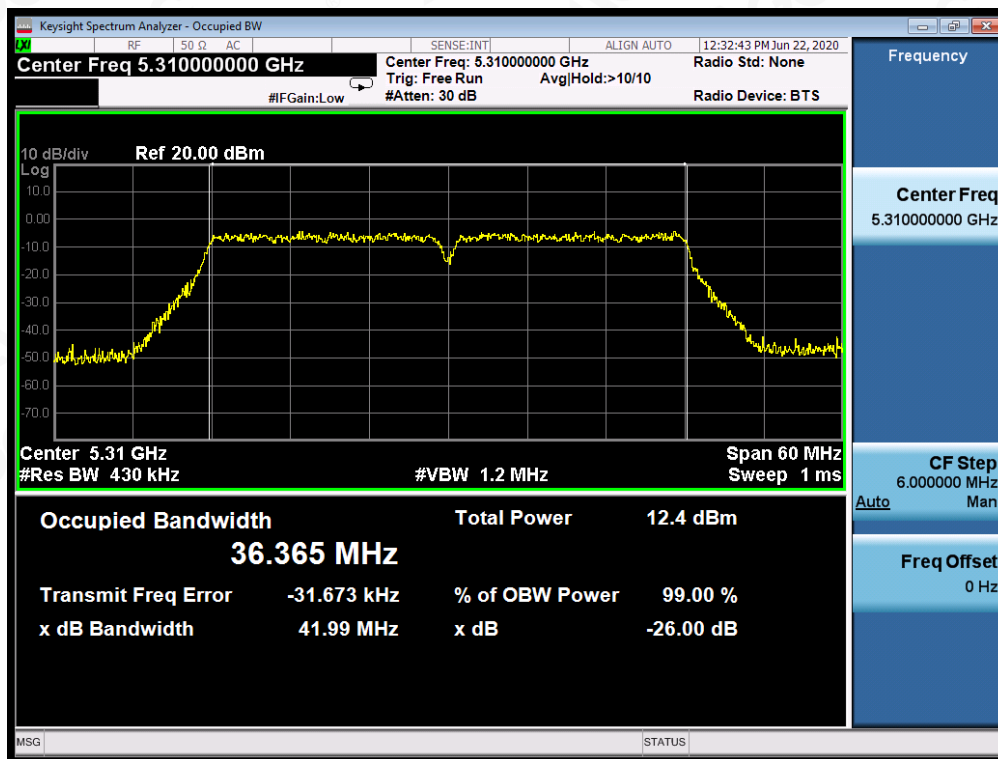 Keysight Spectrum Analyzer - Occupied BW
LXI RF 50 Ω AC SENSE:INT ALIGN AUTO 12:32:43 PM Jun 22, 2020
Center Freq 5.310000000 GHz
Center Freq: 5.310000000 GHz
Radio Std: None
Trig: Free Run Avg|Hold:>10/10
#IFGain:Low
#Atten: 30 dB
Radio Device: BTS
10 dB/div Ref 20.00 dBm
Log
10.0
0.00
-10.0
-20.0
-30.0
-40.0
-50.0
-60.0
-70.0
Center 5.31 GHz Span 60 MHz
#Res BW 430 kHz #VBW 1.2 MHz Sweep 1 ms
Occupied Bandwidth Total Power 12.4 dBm
36.365 MHz
Transmit Freq Error -31.673 kHz % of OBW Power 99.00 %
x dB Bandwidth 41.99 MHz x dB -26.00 dB
MSG STATUS
Frequency
Center Freq
5.310000000 GHz
CF Step
6.000000 MHz
Auto Man
Freq Offset
0 Hz